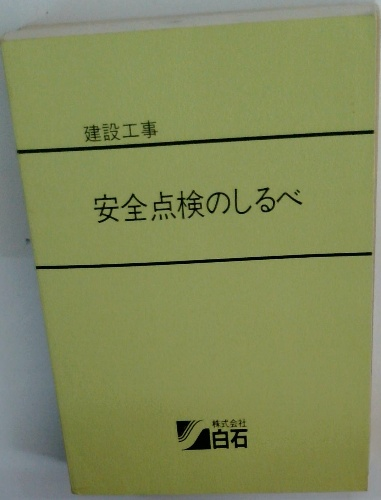 建設工事
安全点検のしるべ
株式会社
白石